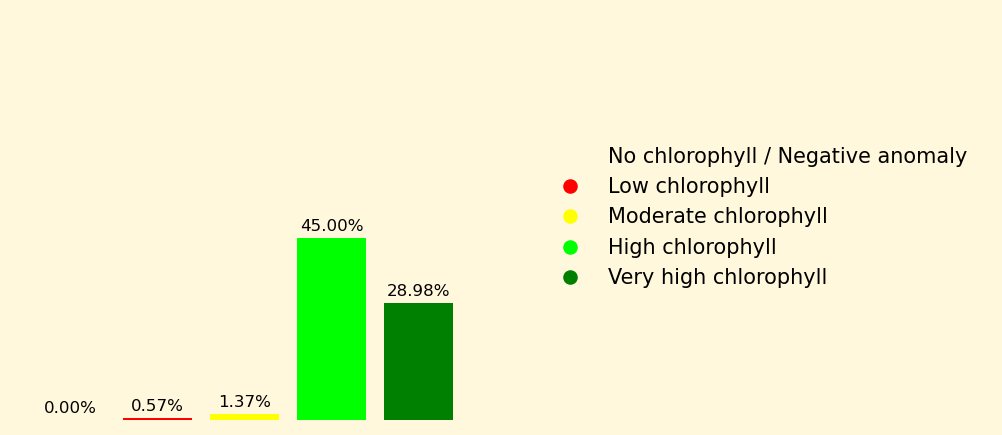 No chlorophyll / Negative anomaly
Low chlorophyll
Moderate chlorophyll
High chlorophyll
Very high chlorophyll
0.00%
0.57%
1.37%
45.00%
28.98%